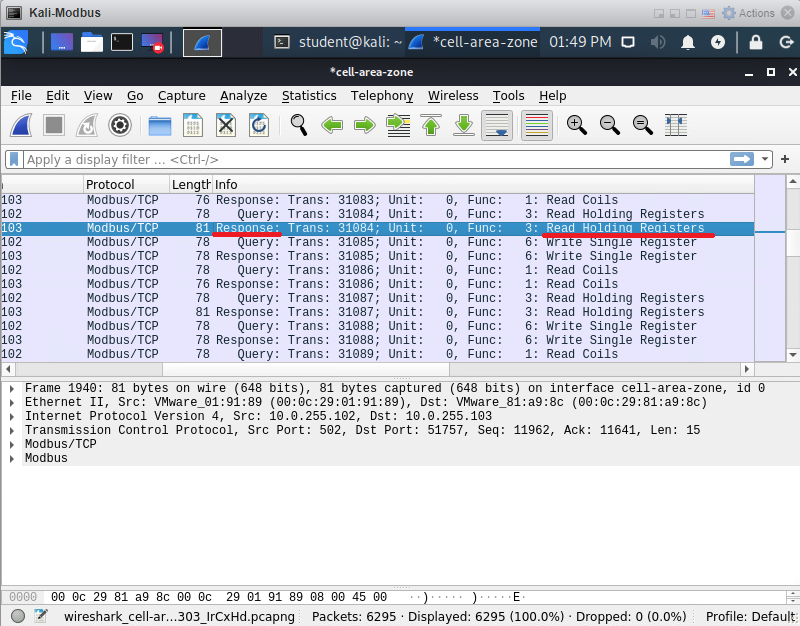 Kali-Modbus
Actions
student@kali: ~
*cell-area-zone
01:49 PM
*cell-area-zone
File Edit View Go Capture Analyze Statistics Telephony Wireless Tools Help
Apply a display filter … <Ctrl-/>
Protocol Length Info
103 Modbus/TCP 76 Response: Trans: 31083; Unit: 0, Func: 1: Read Coils
102 Modbus/TCP 78 Query: Trans: 31084; Unit: 0, Func: 3: Read Holding Registers
103 Modbus/TCP 81 Response: Trans: 31084; Unit: 0, Func: 3: Read Holding Registers
102 Modbus/TCP 78 Query: Trans: 31085; Unit: 0, Func: 6: Write Single Register
103 Modbus/TCP 78 Response: Trans: 31085; Unit: 0, Func: 6: Write Single Register
102 Modbus/TCP 78 Query: Trans: 31086; Unit: 0, Func: 1: Read Coils
103 Modbus/TCP 76 Response: Trans: 31086; Unit: 0, Func: 1: Read Coils
102 Modbus/TCP 78 Query: Trans: 31087; Unit: 0, Func: 3: Read Holding Registers
103 Modbus/TCP 81 Response: Trans: 31087; Unit: 0, Func: 3: Read Holding Registers
102 Modbus/TCP 78 Query: Trans: 31088; Unit: 0, Func: 6: Write Single Register
103 Modbus/TCP 78 Response: Trans: 31088; Unit: 0, Func: 6: Write Single Register
102 Modbus/TCP 78 Query: Trans: 31089; Unit: 0, Func: 1: Read Coils
Frame 1940: 81 bytes on wire (648 bits), 81 bytes captured (648 bits) on interface cell-area-zone, id 0
Ethernet II, Src: VMware_01:91:89 (00:0c:29:01:91:89), Dst: VMware_81:a9:8c (00:0c:29:81:a9:8c)
Internet Protocol Version 4, Src: 10.0.255.102, Dst: 10.0.255.103
Transmission Control Protocol, Src Port: 502, Dst Port: 51757, Seq: 11962, Ack: 11641, Len: 15
Modbus/TCP
Modbus
0000 00 0c 29 81 a9 8c 00 0c 29 01 91 89 08 00 45 00 ··)····· )·····E·
wireshark_cell-ar…303_IrCxHd.pcapng
Packets: 6295 · Displayed: 6295 (100.0%) · Dropped: 0 (0.0%)
Profile: Default